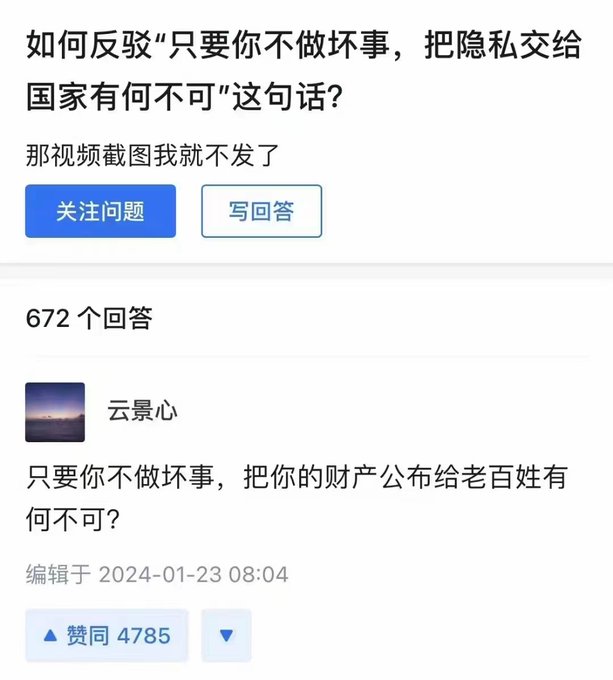 如何反驳“只要你不做坏事，把隐私交给
国家有何不可”这句话？
那视频截图我就不发了
关注问题
写回答
672 个回答
云景心
只要你不做坏事，把你的财产公布给老百姓有
何不可？
编辑于 2024-01-23 08:04
赞同 4785